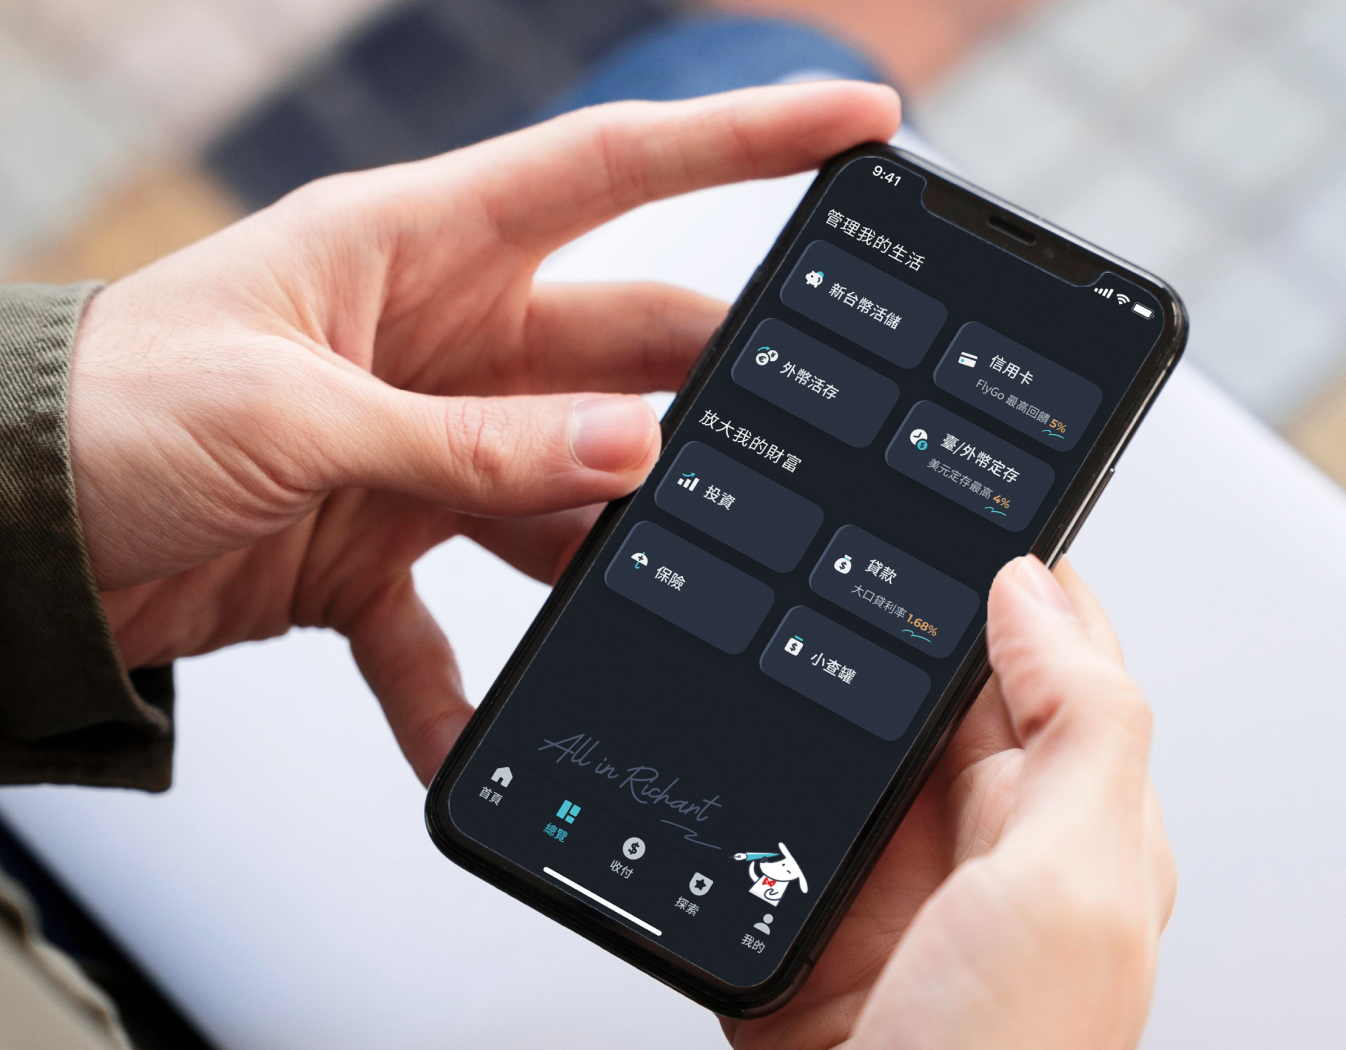 9:41
管理我的生活
新台幣活儲
信用卡
FlyGo 最高回饋 5%
外幣活存
臺/外幣定存
美元定存最高 4%
放大我的財富
投資
貸款
大口貸利率 1.68%
保險
小查罐
All in Richart
首頁
總覽
收付
探索
我的